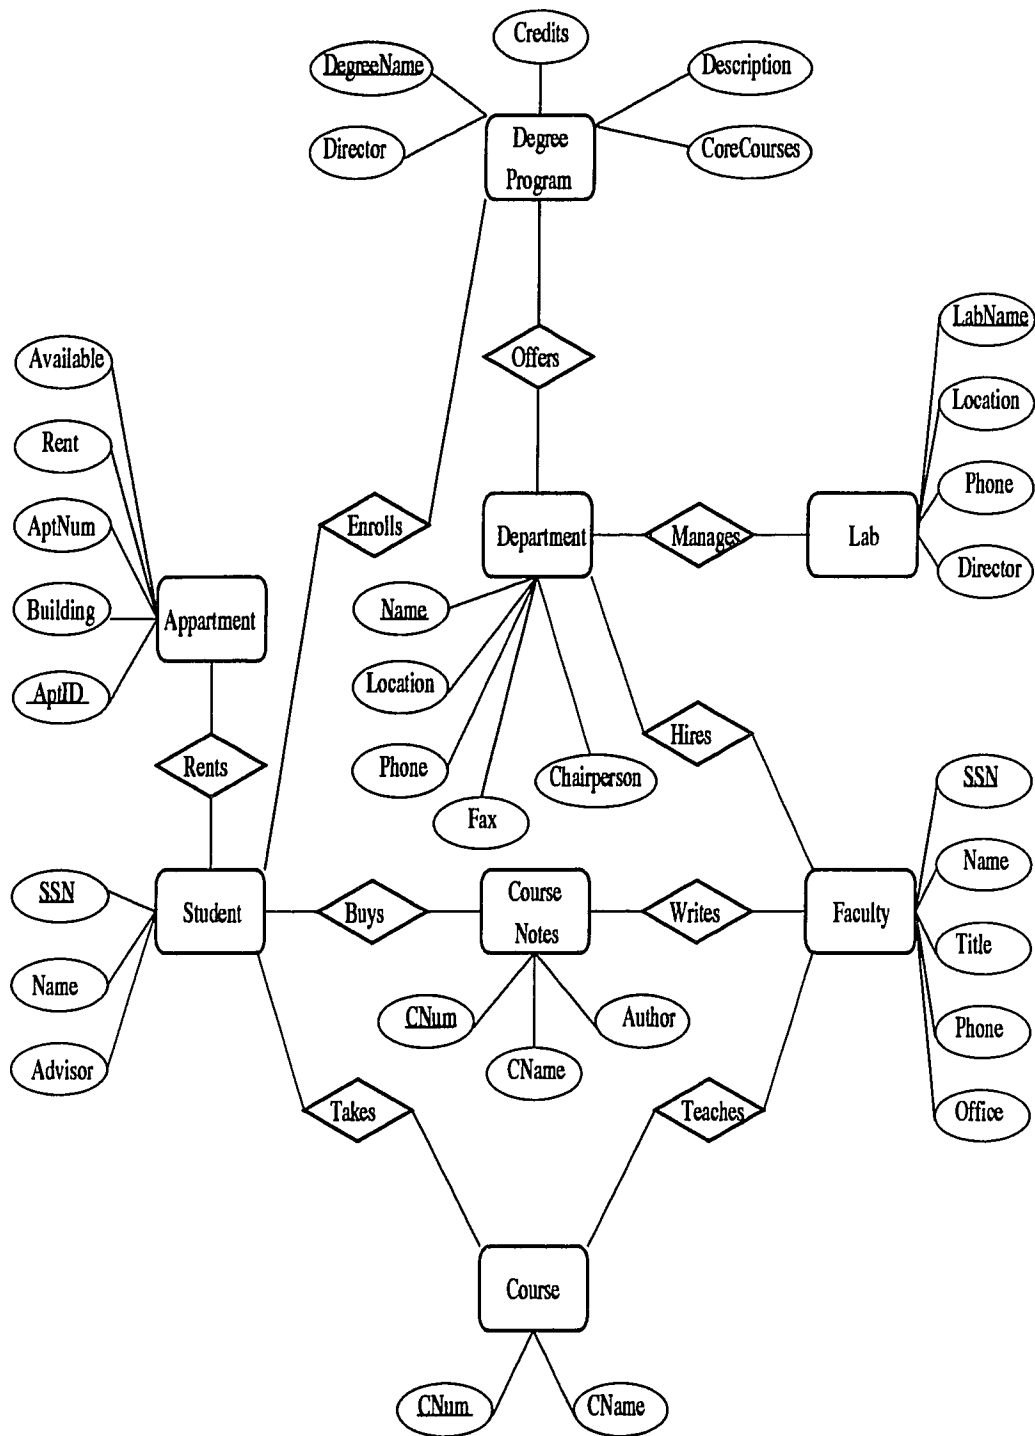 Credits
DegreeName
Description
Director
Degree
Program
CoreCourses
LabName
Available
Offers
Location
Rent
Phone
AptNum
Enrolls
Department
Manages
Lab
Director
Building
Appartment
Name
AptID
Location
Hires
Rents
Phone
Chairperson
SSN
Fax
Name
SSN
Student
Buys
Course
Notes
Writes
Faculty
Title
Name
CNum
Author
Phone
Advisor
CName
Takes
Teaches
Office
Course
CNum
CName